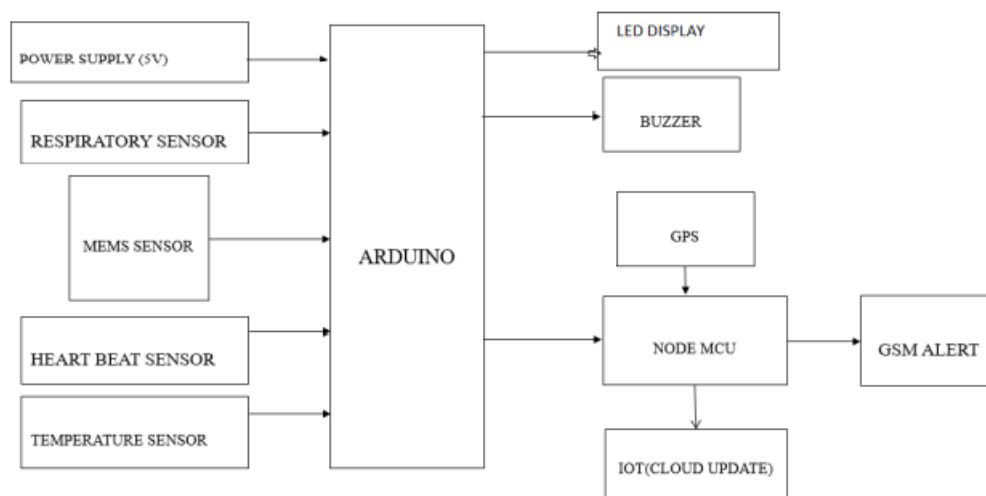 POWER SUPPLY (5V)
RESPIRATORY SENSOR
MEMS SENSOR
HEART BEAT SENSOR
TEMPERATURE SENSOR
ARDUINO
LED DISPLAY
BUZZER
GPS
NODE MCU
GSM ALERT
IOT(CLOUD UPDATE)